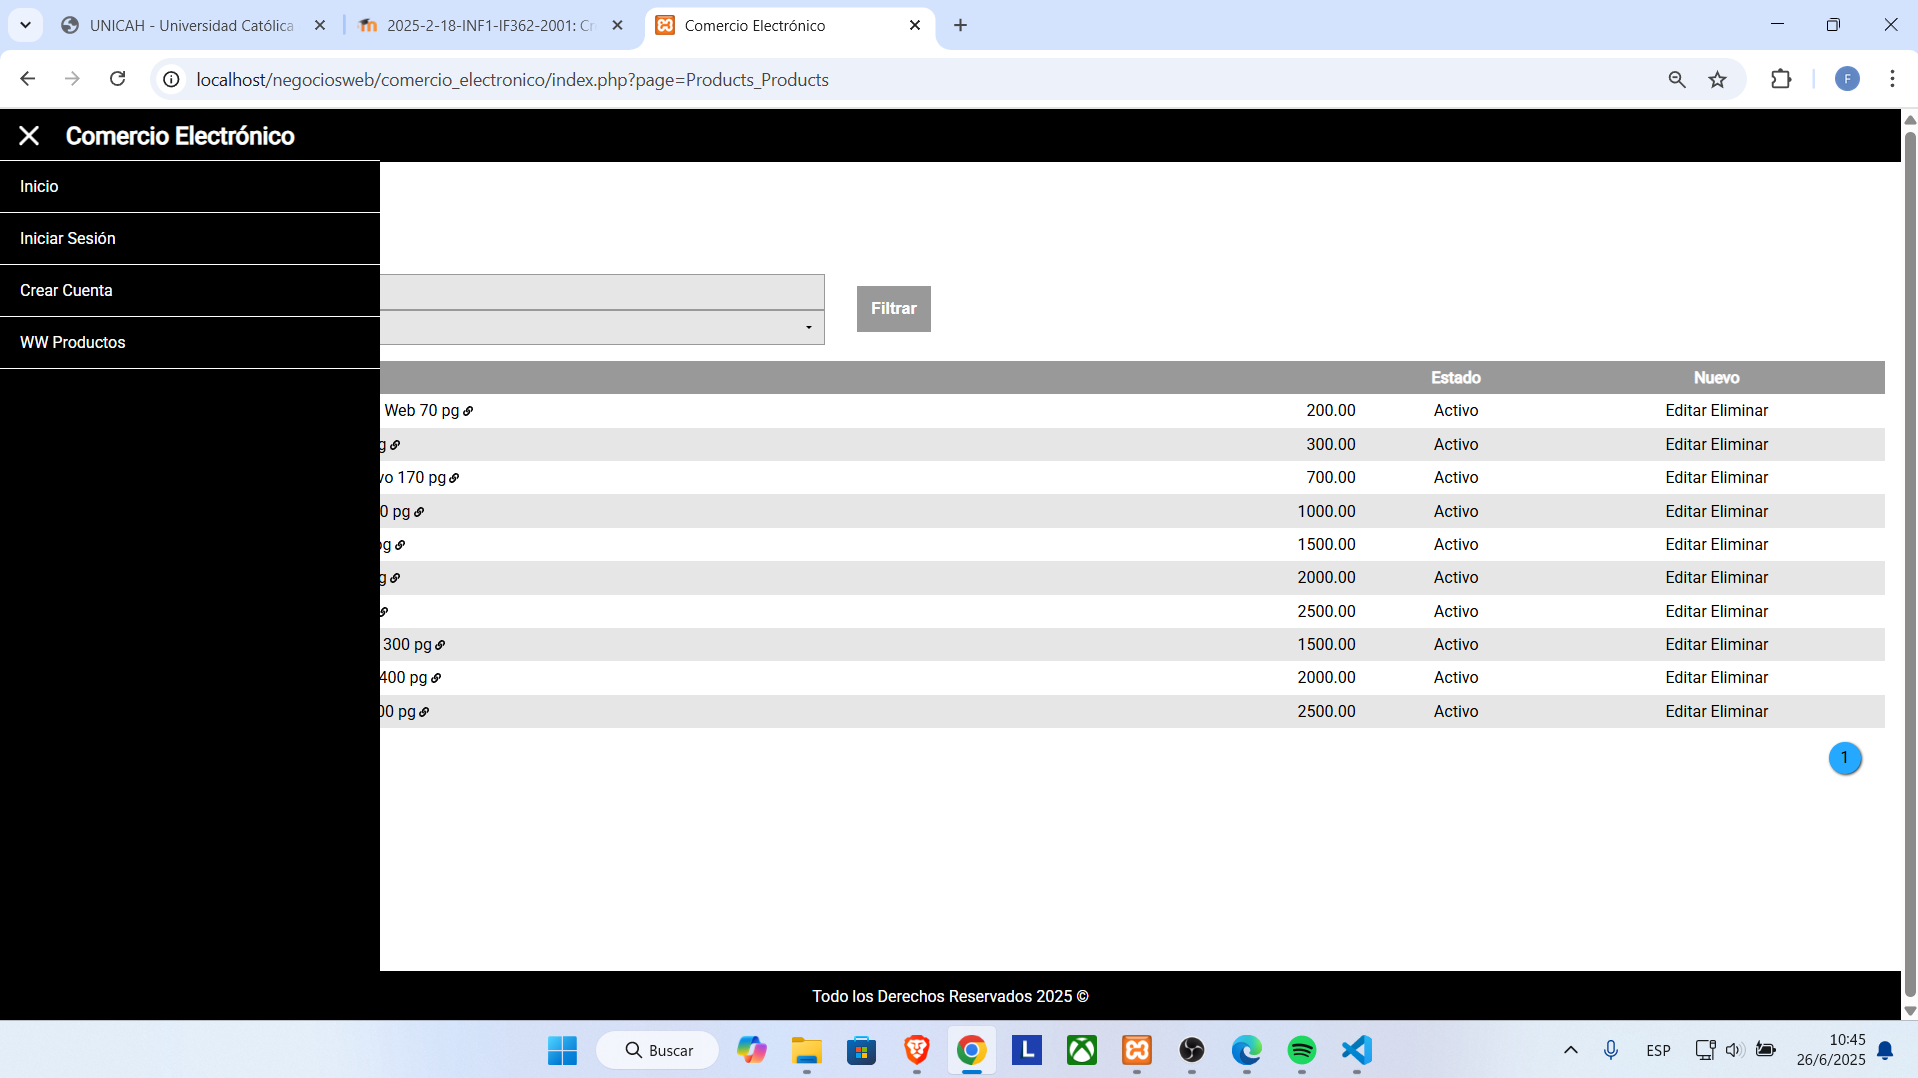 UNICAH - Universidad Católica
2025-2-18-INF1-IF362-2001: Cr
Comercio Electrónico
localhost/negociosweb/comercio_electronico/index.php?page=Products_Products
F
Comercio Electrónico
Inicio
Iniciar Sesión
Crear Cuenta
WW Productos
Filtrar
Estado Nuevo
Web 70 pg 200.00 Activo Editar Eliminar
g 300.00 Activo Editar Eliminar
vo 170 pg 700.00 Activo Editar Eliminar
0 pg 1000.00 Activo Editar Eliminar
pg 1500.00 Activo Editar Eliminar
g 2000.00 Activo Editar Eliminar
2500.00 Activo Editar Eliminar
300 pg 1500.00 Activo Editar Eliminar
400 pg 2000.00 Activo Editar Eliminar
00 pg 2500.00 Activo Editar Eliminar
1
Todo los Derechos Reservados 2025 ©
Buscar
L
ESP
10:45
26/6/2025